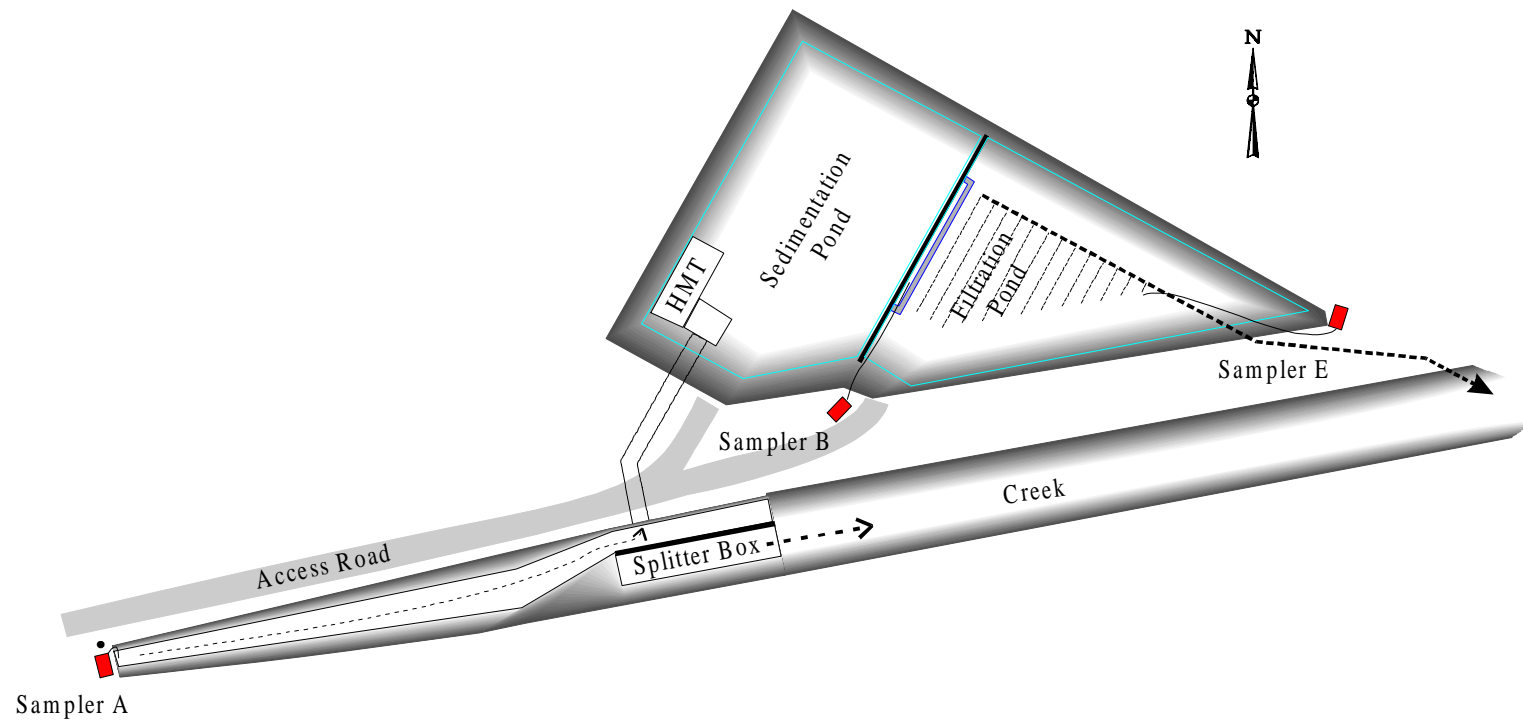 N
Sedimentation
Pond
HMT
Filtration
Pond
Sampler E
Sampler B
Creek
Splitter Box
Access Road
Sampler A